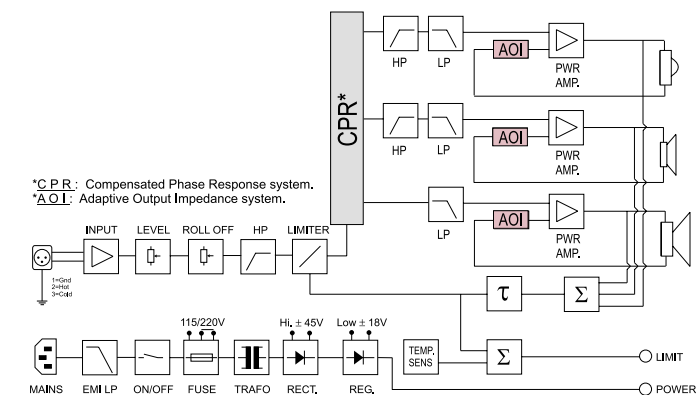 AOI
HP
LP
PWR
AMP.
CPR*
AOI
HP
LP
PWR
AMP.
*C P R : Compensated Phase Response system.
*A O I : Adaptive Output Impedance system.
AOI
LP
PWR
AMP.
INPUT
LEVEL
ROLL OFF
HP
LIMITER
1=Gnd
2=Hot
3=Cold
τ
Σ
115/220V
Hi. ± 45V
Low ± 18V
TEMP.
SENS
Σ
LIMIT
MAINS
EMI LP
ON/OFF
FUSE
TRAFO
RECT.
REG.
POWER